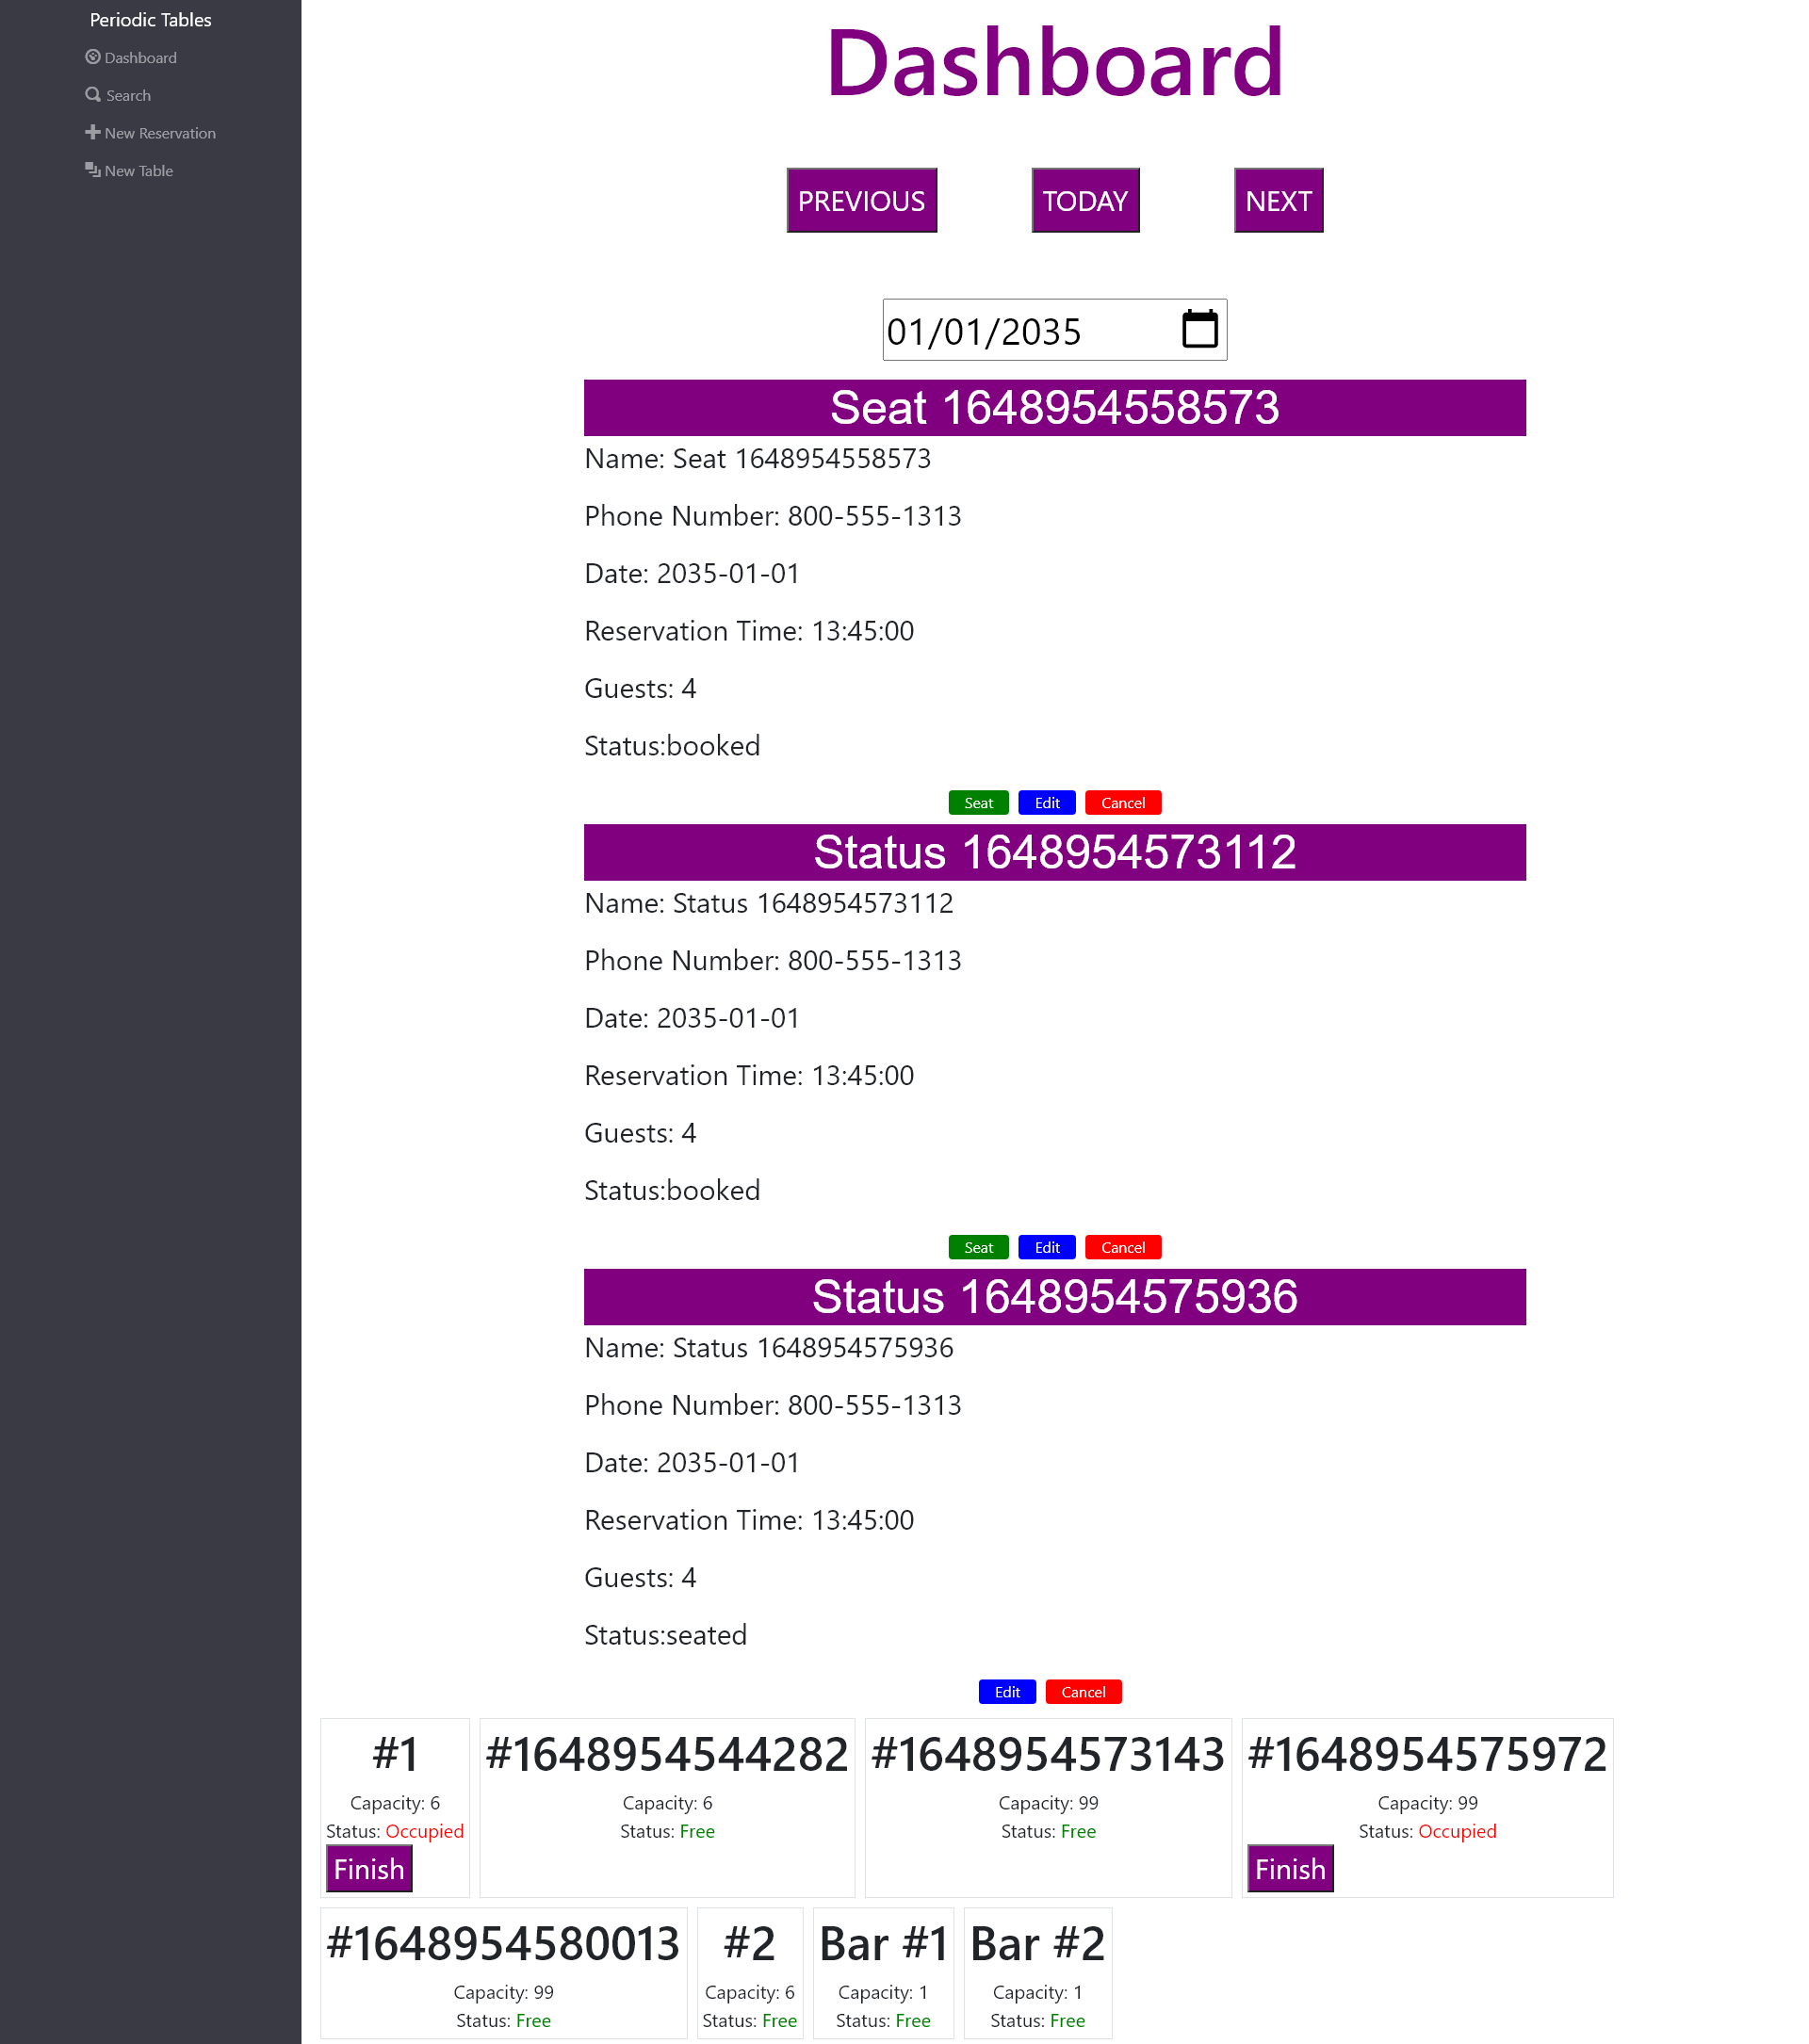 Periodic Tables
Dashboard
Search
New Reservation
New Table
Dashboard
PREVIOUS TODAY NEXT
01/01/2035
Seat 1648954558573
Name: Seat 1648954558573
Phone Number: 800-555-1313
Date: 2035-01-01
Reservation Time: 13:45:00
Guests: 4
Status:booked
Seat Edit Cancel
Status 1648954573112
Name: Status 1648954573112
Phone Number: 800-555-1313
Date: 2035-01-01
Reservation Time: 13:45:00
Guests: 4
Status:booked
Seat Edit Cancel
Status 1648954575936
Name: Status 1648954575936
Phone Number: 800-555-1313
Date: 2035-01-01
Reservation Time: 13:45:00
Guests: 4
Status:seated
Edit Cancel
#1
Capacity: 6
Status: Occupied
Finish
#1648954544282
Capacity: 6
Status: Free
#1648954573143
Capacity: 99
Status: Free
#1648954575972
Capacity: 99
Status: Occupied
Finish
#1648954580013
Capacity: 99
Status: Free
#2
Capacity: 6
Status: Free
Bar #1
Capacity: 1
Status: Free
Bar #2
Capacity: 1
Status: Free